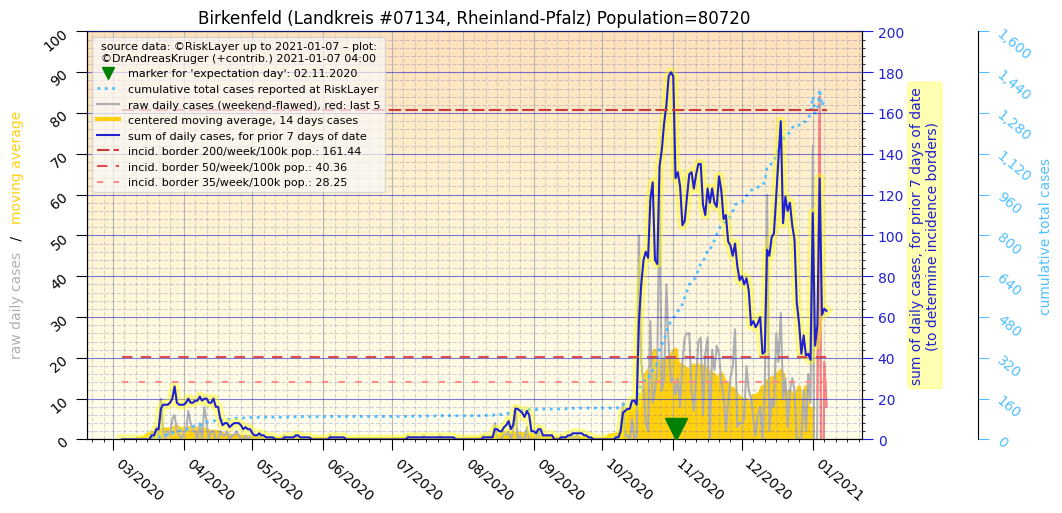 Birkenfeld (Landkreis #07134, Rheinland-Pfalz) Population=80720
source data: ©RiskLayer up to 2021-01-07 – plot:
©DrAndreasKruger (+contrib.) 2021-01-07 04:00
marker for 'expectation day': 02.11.2020
cumulative total cases reported at RiskLayer
raw daily cases (weekend-flawed), red: last 5
centered moving average, 14 days cases
sum of daily cases, for prior 7 days of date
incid. border 200/week/100k pop.: 161.44
incid. border 50/week/100k pop.: 40.36
incid. border 35/week/100k pop.: 28.25
raw daily cases / moving average
100
90
80
70
60
50
40
30
20
10
0
03/2020
04/2020
05/2020
06/2020
07/2020
08/2020
09/2020
10/2020
11/2020
12/2020
01/2021
200
180
160
140
120
100
80
60
40
20
0
sum of daily cases, for prior 7 days of date
(to determine incidence borders)
1,600
1,440
1,280
1,120
960
800
640
480
320
160
0
cumulative total cases